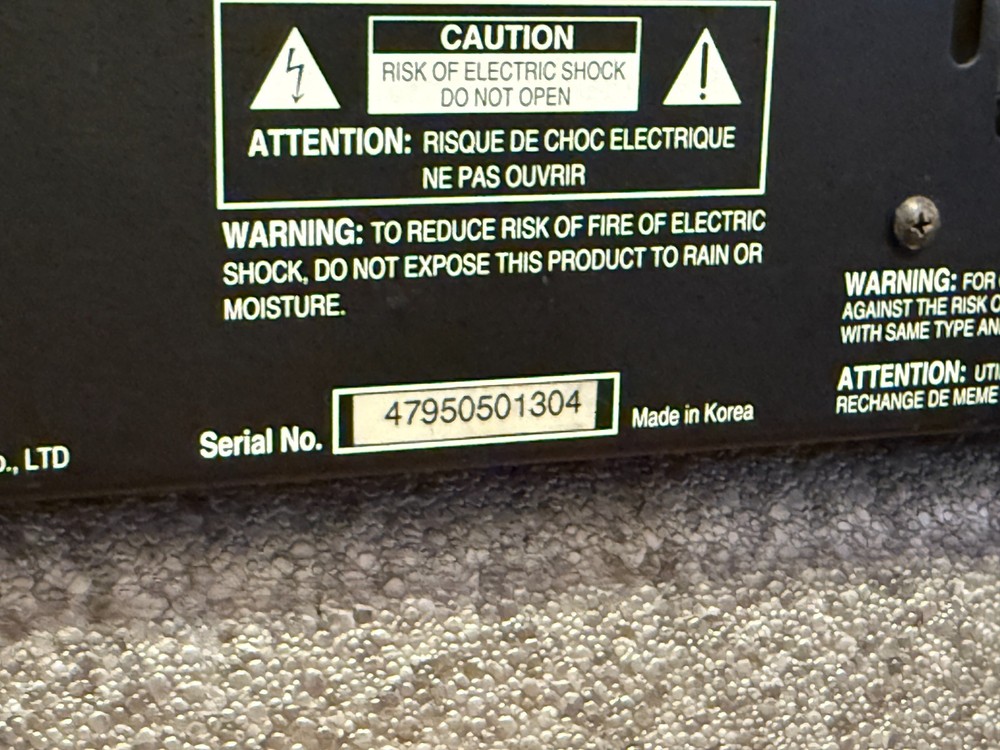 CAUTION
RISK OF ELECTRIC SHOCK
DO NOT OPEN
ATTENTION: RISQUE DE CHOC ELECTRIQUE
NE PAS OUVRIR
WARNING: TO REDUCE RISK OF FIRE OF ELECTRIC
SHOCK, DO NOT EXPOSE THIS PRODUCT TO RAIN OR
MOISTURE.
WARNING: FOR
AGAINST THE RISK
WITH SAME TYPE
ATTENTION:
RECHANGE DE MEME
., LTD
Serial No. 47950501304 Made in Korea